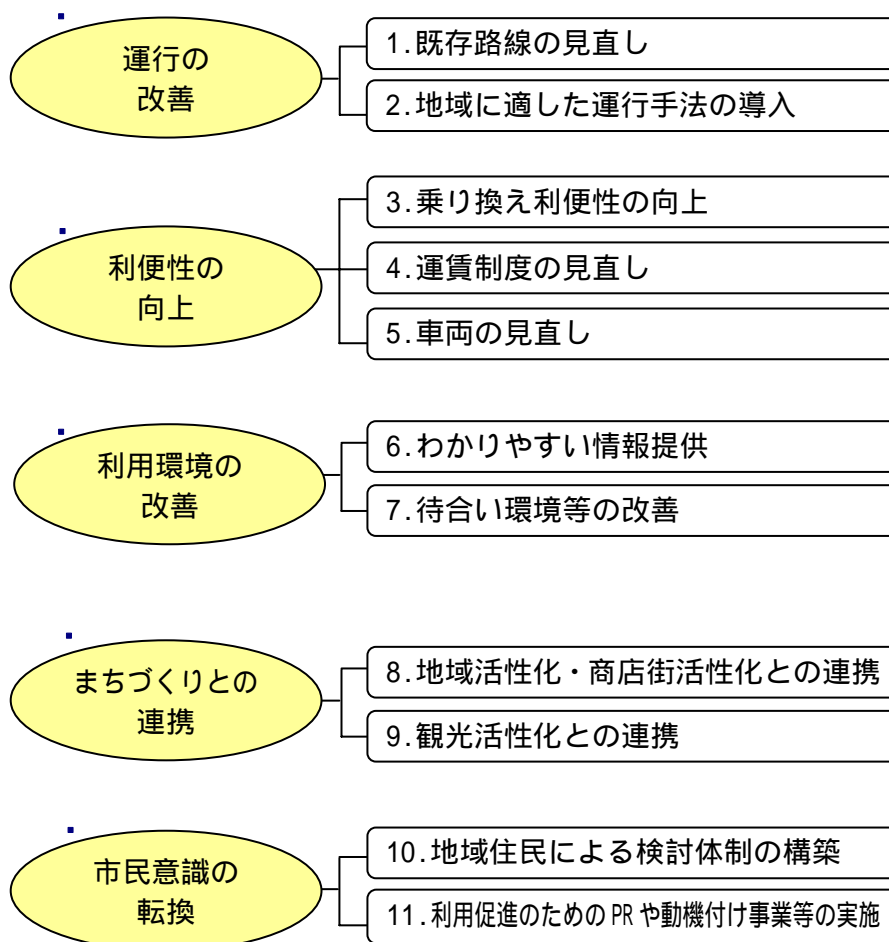 運行の
改善
1.既存路線の見直し
2.地域に適した運行手法の導入
利便性の
向上
3.乗り換え利便性の向上
4.運賃制度の見直し
5.車両の見直し
利用環境の
改善
6.わかりやすい情報提供
7.待合い環境等の改善
まちづくりとの
連携
8.地域活性化・商店街活性化との連携
9.観光活性化との連携
市民意識の
転換
10.地域住民による検討体制の構築
11.利用促進のためのPRや動機付け事業等の実施